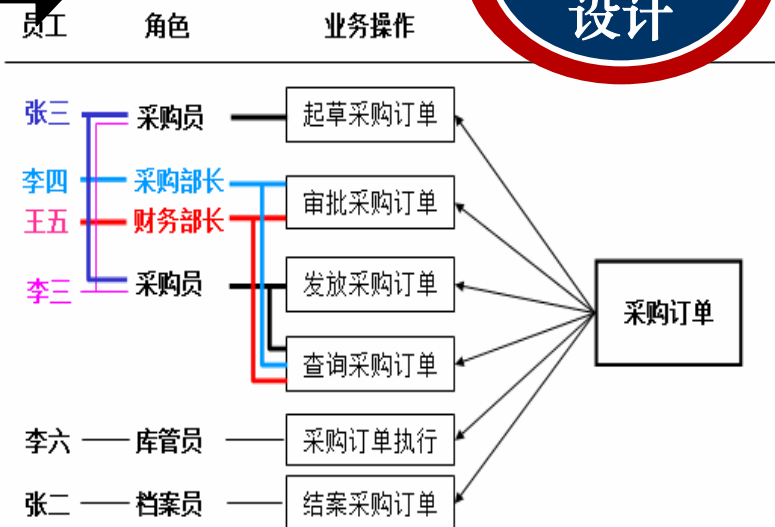 设计
员工 角色 业务操作
张三 采购员 起草采购订单
李四 采购部长 审批采购订单
王五 财务部长
李三 采购员 发放采购订单
采购订单
查询采购订单
李六 库管员 采购订单执行
张二 档案员 结案采购订单